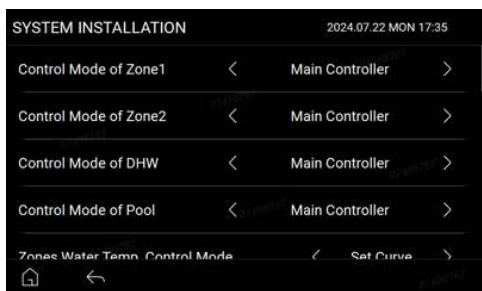 SYSTEM INSTALLATION 2024.07.22 MON 17:35
Control Mode of Zone1 < Main Controller >
Control Mode of Zone2 < Main Controller >
Control Mode of DHW < Main Controller >
Control Mode of Pool < Main Controller >
Zones Water Temp. Control Mode < Set Curve >